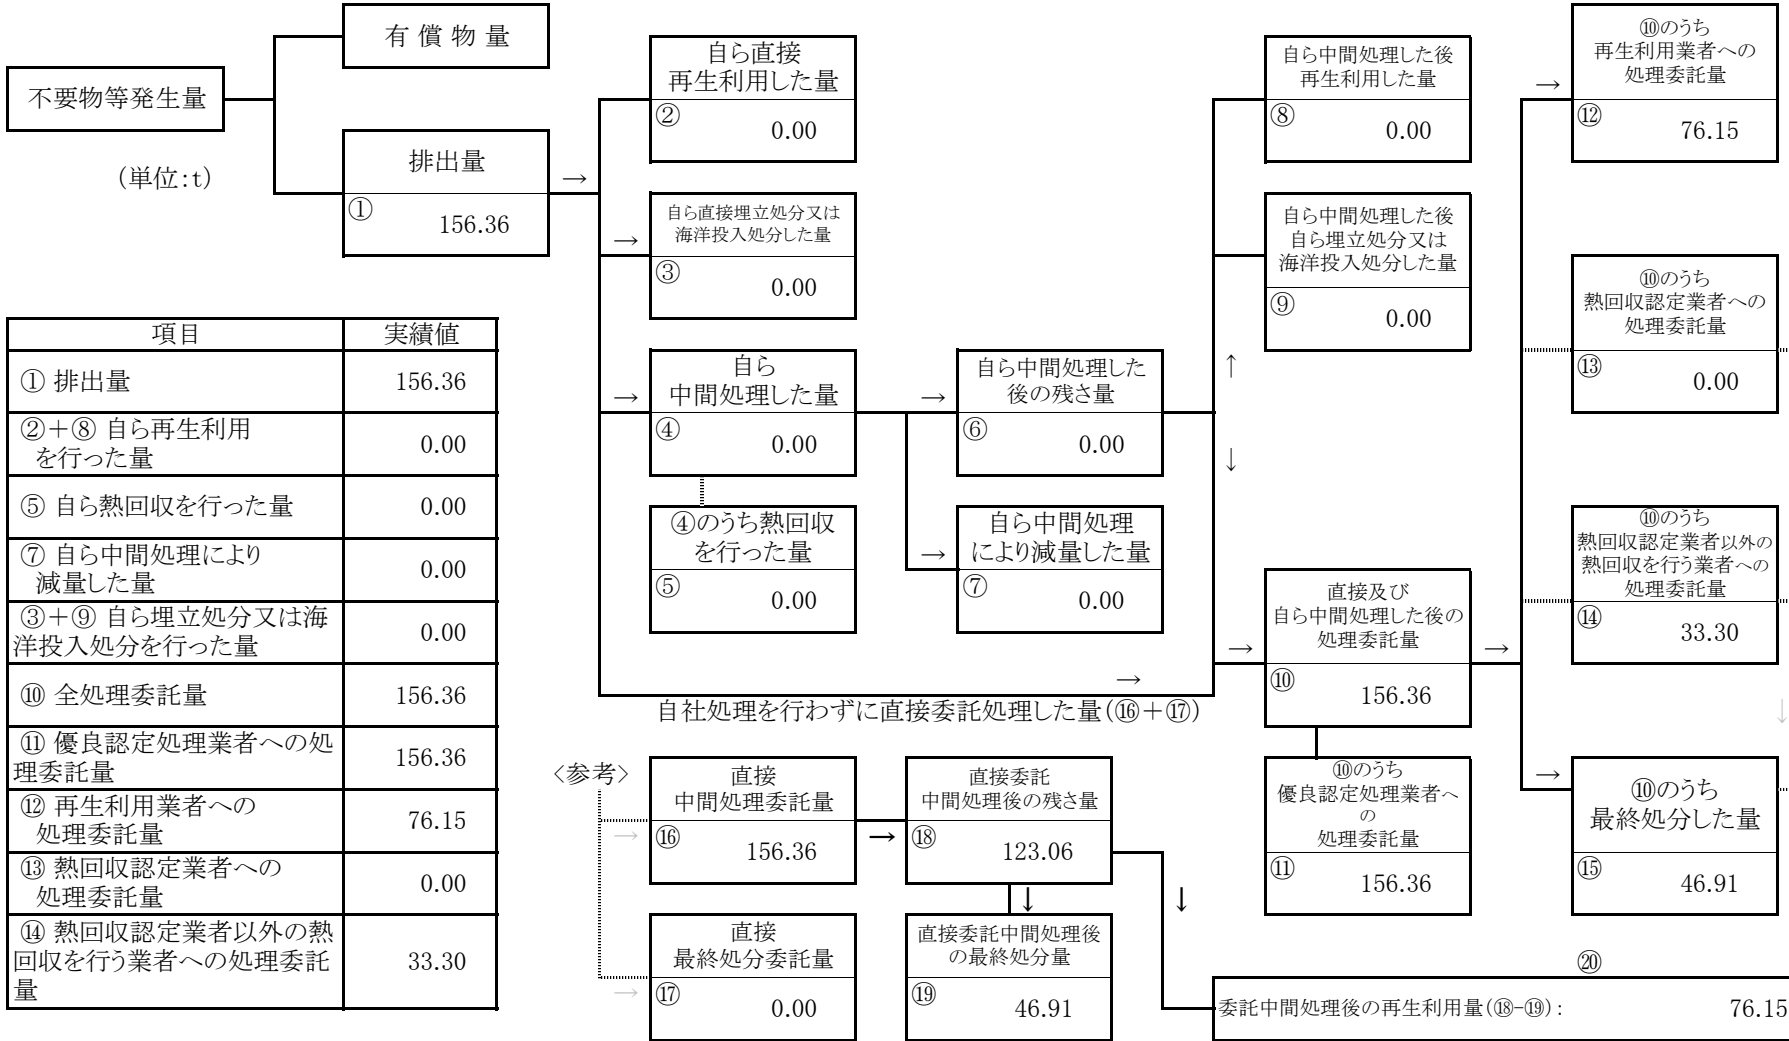 不要物等発生量
有 償 物 量
(単位:t)
排出量
①
156.36
→
自ら直接
再生利用した量
②
0.00
→
自ら直接埋立処分又は
海洋投入処分した量
③
0.00
→
自ら
中間処理した量
④
0.00
④のうち熱回収
を行った量
⑤
0.00
→
自ら中間処理した
後の残さ量
⑥
0.00
→
自ら中間処理
により減量した量
⑦
0.00
自ら中間処理した後
再生利用した量
⑧
0.00
自ら中間処理した後
自ら埋立処分又は
海洋投入処分した量
⑨
0.00
↑
↓
→
自社処理を行わずに直接委託処理した量(⑯+⑰)
→
直接及び
自ら中間処理した後の
処理委託量
⑩
156.36
⑩のうち
優良認定処理業者へ
の
処理委託量
⑪
156.36
→
→
⑩のうち
再生利用業者への
処理委託量
⑫
76.15
⑩のうち
熱回収認定業者への
処理委託量
⑬
0.00
⑩のうち
熱回収認定業者以外の
熱回収を行う業者への
処理委託量
⑭
33.30
↓
→
⑩のうち
最終処分した量
⑮
46.91
項目 実績値
① 排出量 156.36
②+⑧ 自ら再生利用
を行った量 0.00
⑤ 自ら熱回収を行った量 0.00
⑦ 自ら中間処理により
減量した量 0.00
③+⑨ 自ら埋立処分又は海
洋投入処分を行った量 0.00
⑩ 全処理委託量 156.36
⑪ 優良認定処理業者への処
理委託量 156.36
⑫ 再生利用業者への
処理委託量 76.15
⑬ 熱回収認定業者への
処理委託量 0.00
⑭ 熱回収認定業者以外の熱
回収を行う業者への処理委託
量 33.30
<参考>
→
直接
中間処理委託量
⑯
156.36
→
直接
最終処分委託量
⑰
0.00
→
直接委託
中間処理後の残さ量
⑱
123.06
↓
直接委託中間処理後
の最終処分量
⑲
46.91
↓
⑳
委託中間処理後の再生利用量(⑱-⑲): 76.15